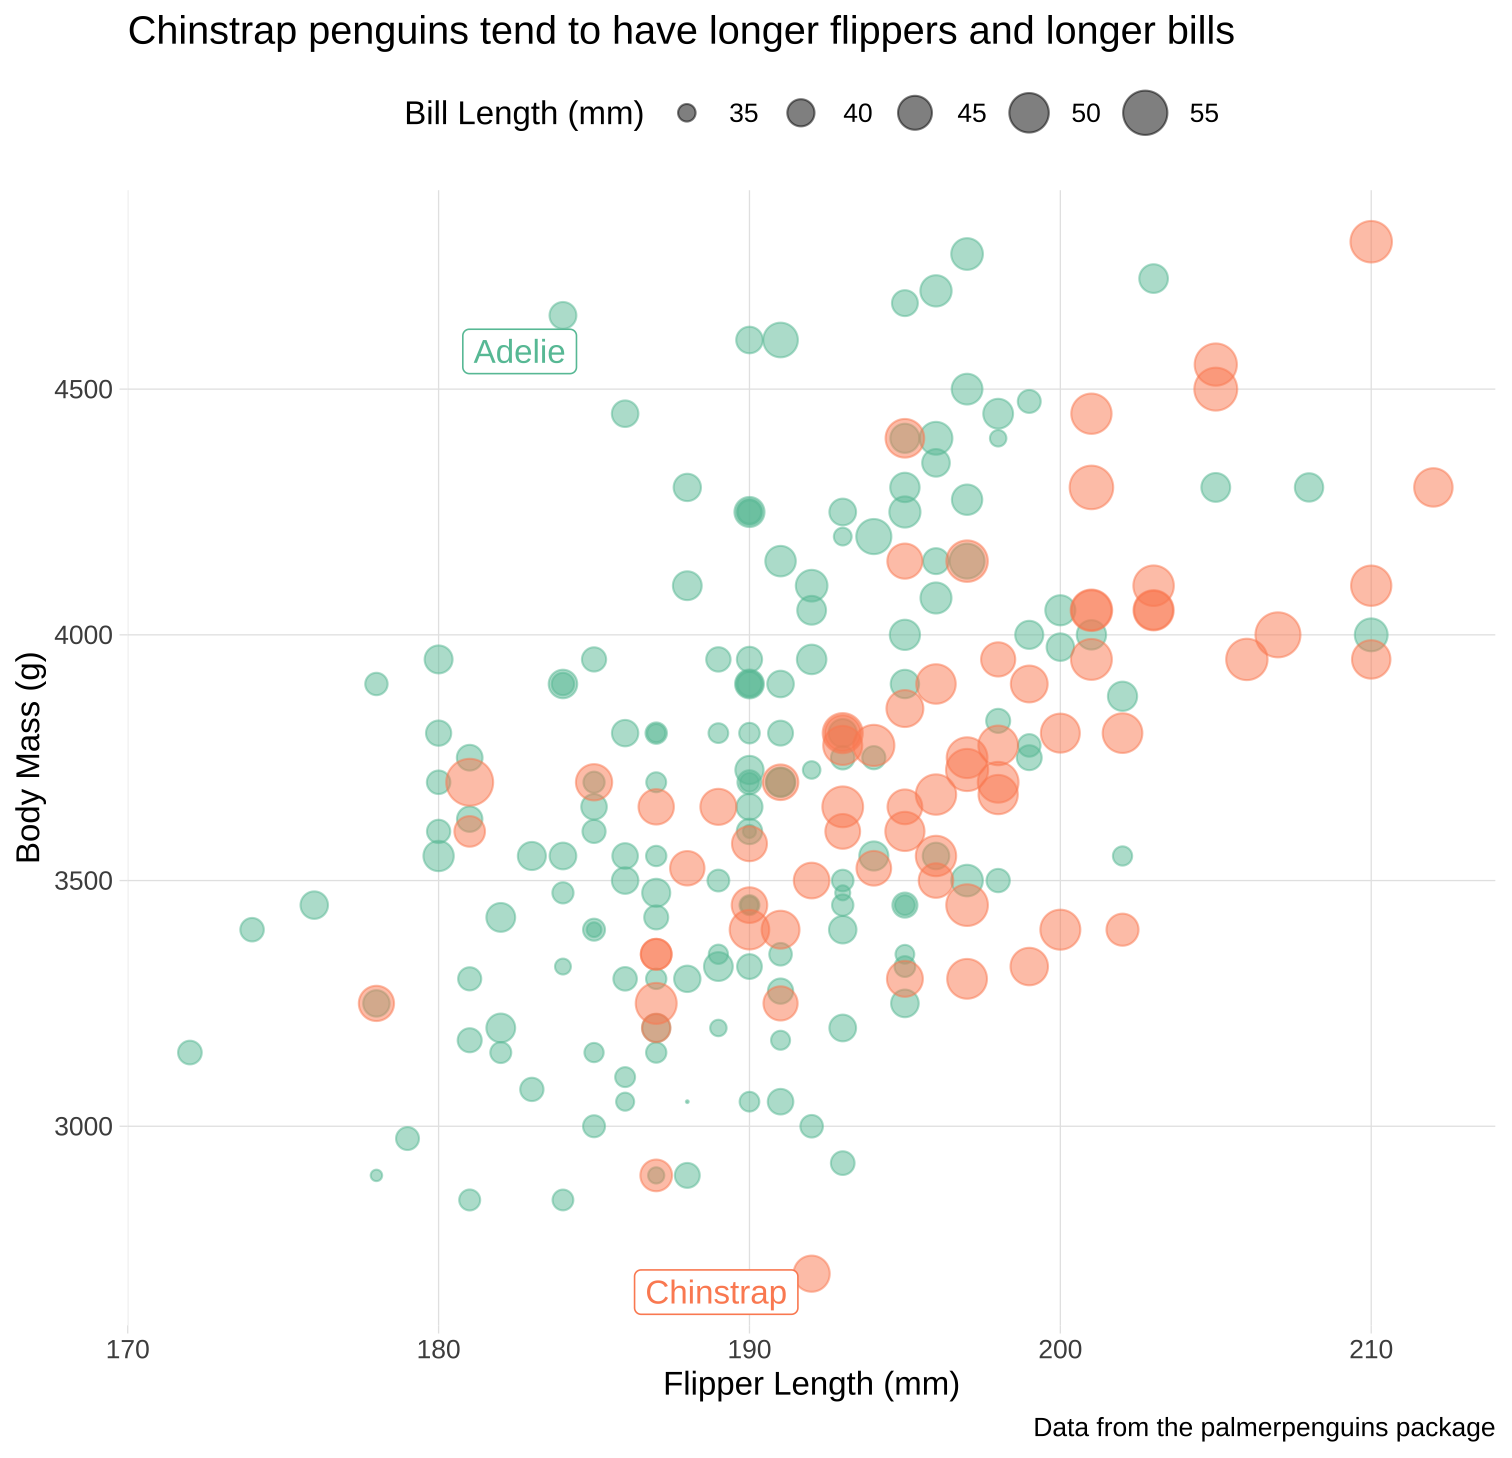 Chinstrap penguins tend to have longer flippers and longer bills
Bill Length (mm) 35 40 45 50 55
Adelie
4500
4000
Body Mass (g)
3500
3000
Chinstrap
170 180 190 200 210
Flipper Length (mm)
Data from the palmerpenguins package